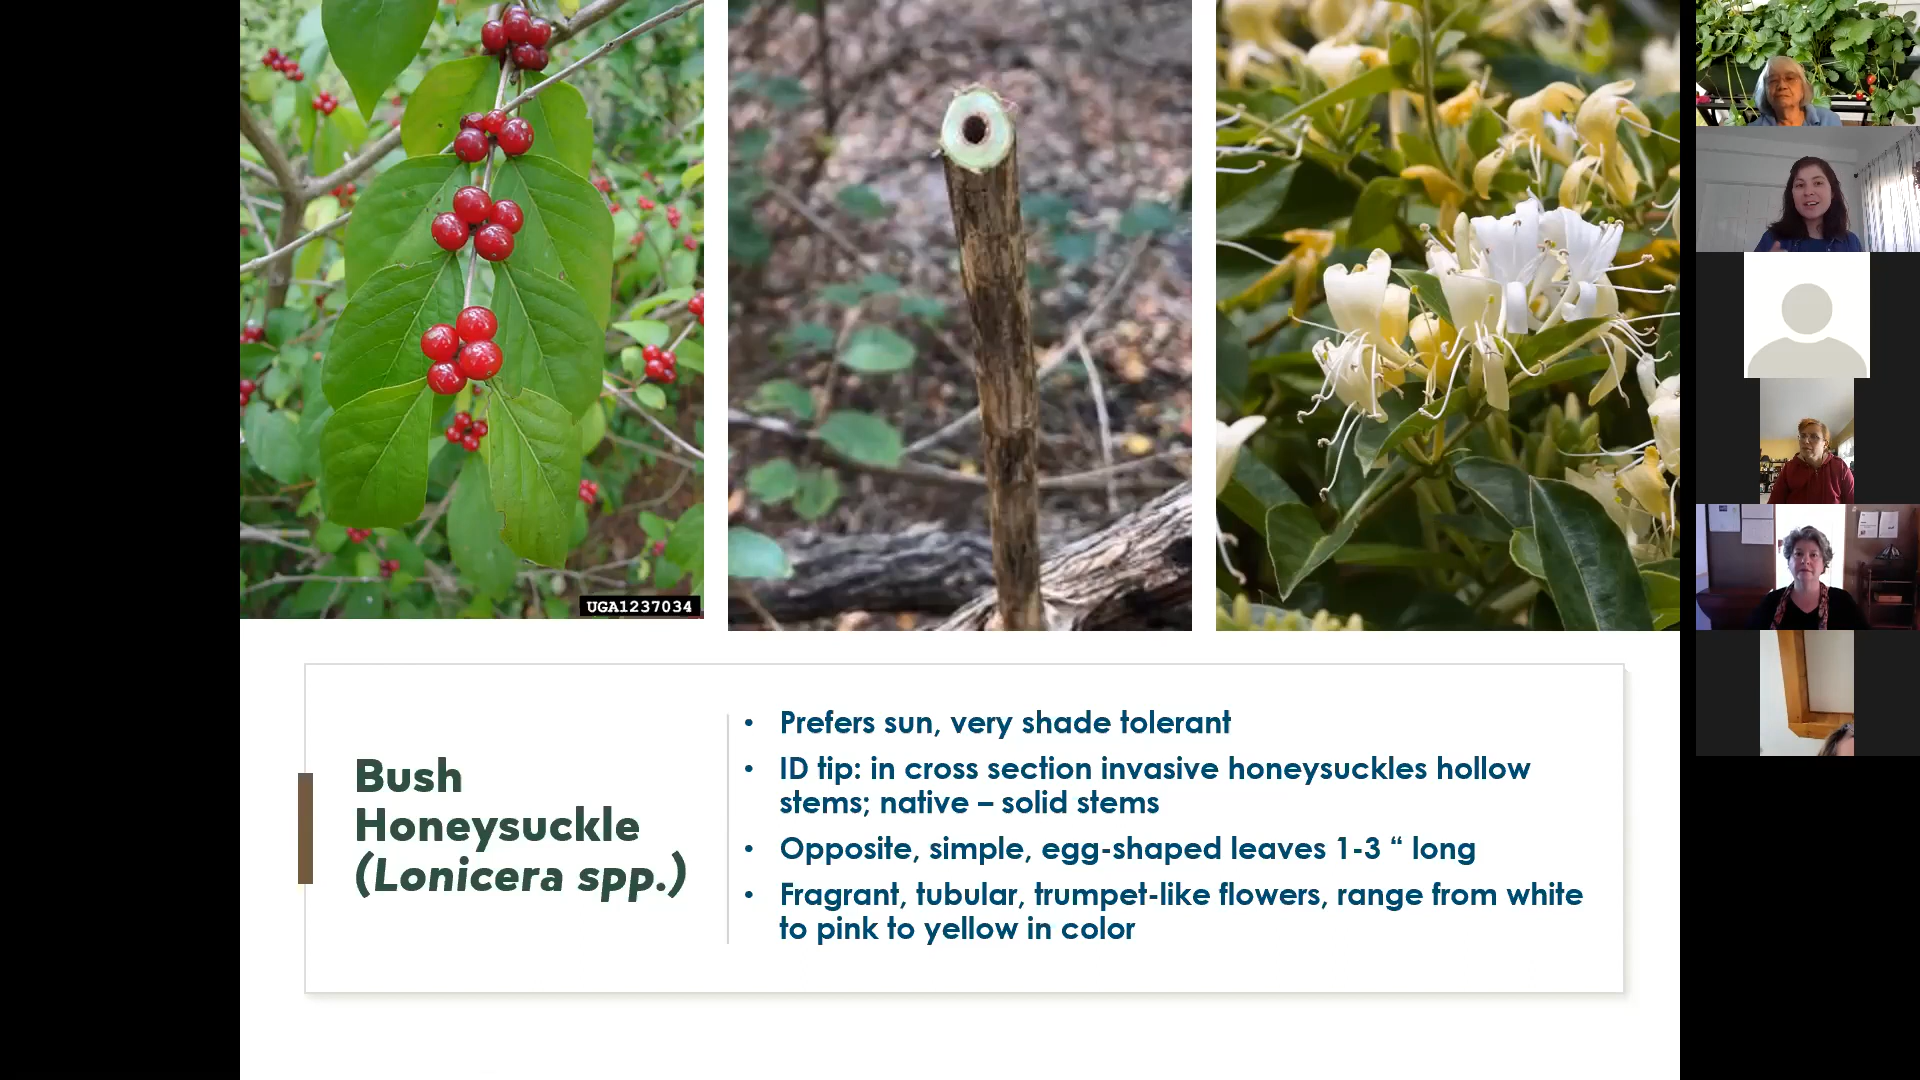 UGA1237034
Bush
Honeysuckle
(Lonicera spp.)
• Prefers sun, very shade tolerant
• ID tip: in cross section invasive honeysuckles hollow
stems; native – solid stems
• Opposite, simple, egg-shaped leaves 1-3 “ long
• Fragrant, tubular, trumpet-like flowers, range from white
to pink to yellow in color